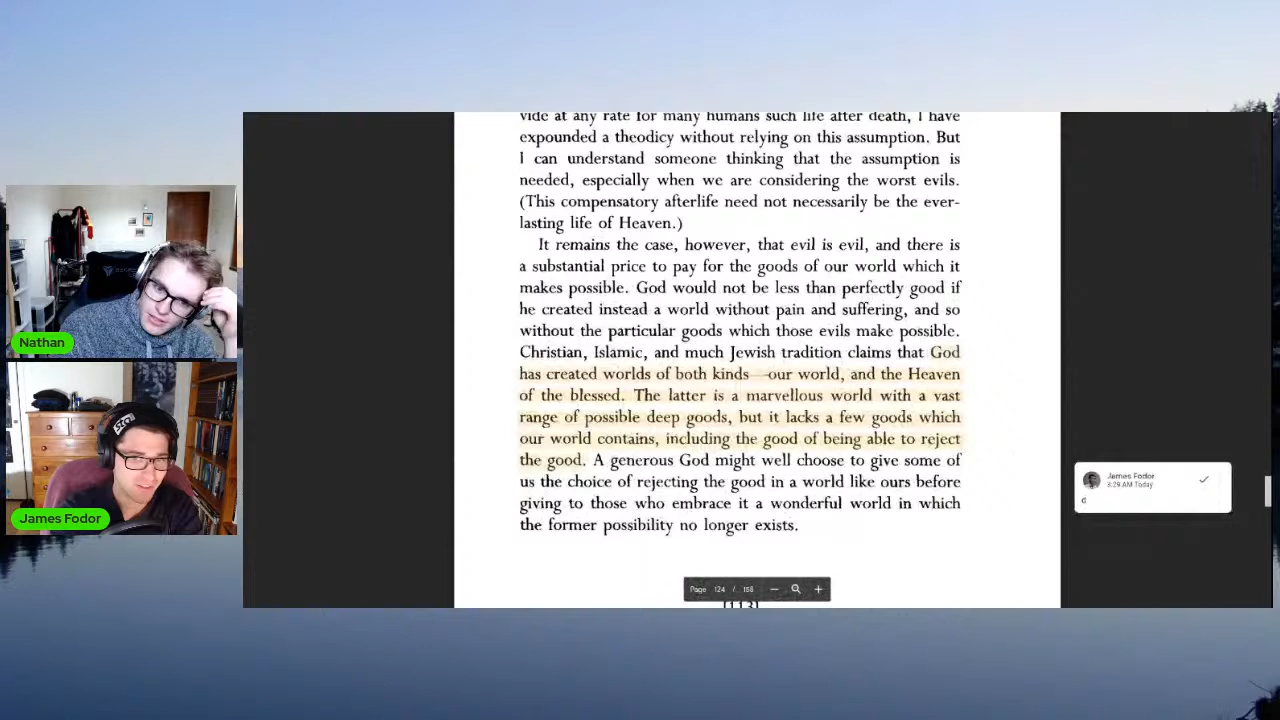 vide at any rate for many humans such life after death, I have
expounded a theodicy without relying on this assumption. But
I can understand someone thinking that the assumption is
needed, especially when we are considering the worst evils.
(This compensatory afterlife need not necessarily be the ever-
lasting life of Heaven.)
It remains the case, however, that evil is evil, and there is
a substantial price to pay for the goods of our world which it
makes possible. God would not be less than perfectly good if
he created instead a world without pain and suffering, and so
without the particular goods which those evils make possible.
Christian, Islamic, and much Jewish tradition claims that God
has created worlds of both kinds—our world, and the Heaven
of the blessed. The latter is a marvellous world with a vast
range of possible deep goods, but it lacks a few goods which
our world contains, including the good of being able to reject
the good. A generous God might well choose to give some of
us the choice of rejecting the good in a world like ours before
giving to those who embrace it a wonderful world in which
the former possibility no longer exists.
Nathan
James Fodor
James Fodor
8:29 AM Today
d
Page 124 / 158
[113]